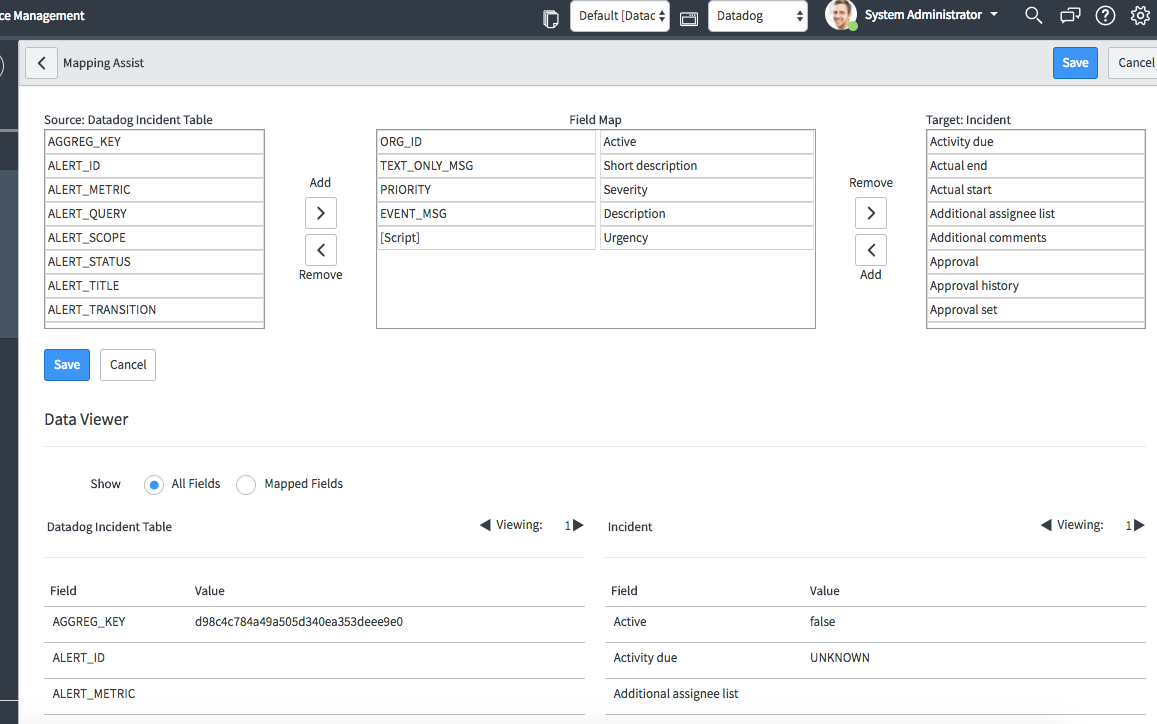 ce Management
Default [Datac
Datadog
System Administrator
Mapping Assist
Save
Cancel
Source: Datadog Incident Table
Field Map
Target: Incident
AGGREG_KEY
ALERT_ID
ALERT_METRIC
ALERT_QUERY
ALERT_SCOPE
ALERT_STATUS
ALERT_TITLE
ALERT_TRANSITION
Add
Remove
ORG_ID Active
TEXT_ONLY_MSG Short description
PRIORITY Severity
EVENT_MSG Description
[Script] Urgency
Remove
Add
Activity due
Actual end
Actual start
Additional assignee list
Additional comments
Approval
Approval history
Approval set
Save
Cancel
Data Viewer
Show All Fields Mapped Fields
Datadog Incident Table Viewing: 1
Field Value
AGGREG_KEY d98c4c784a49a505d340ea353deee9e0
ALERT_ID
ALERT_METRIC
Incident Viewing: 1
Field Value
Active false
Activity due UNKNOWN
Additional assignee list